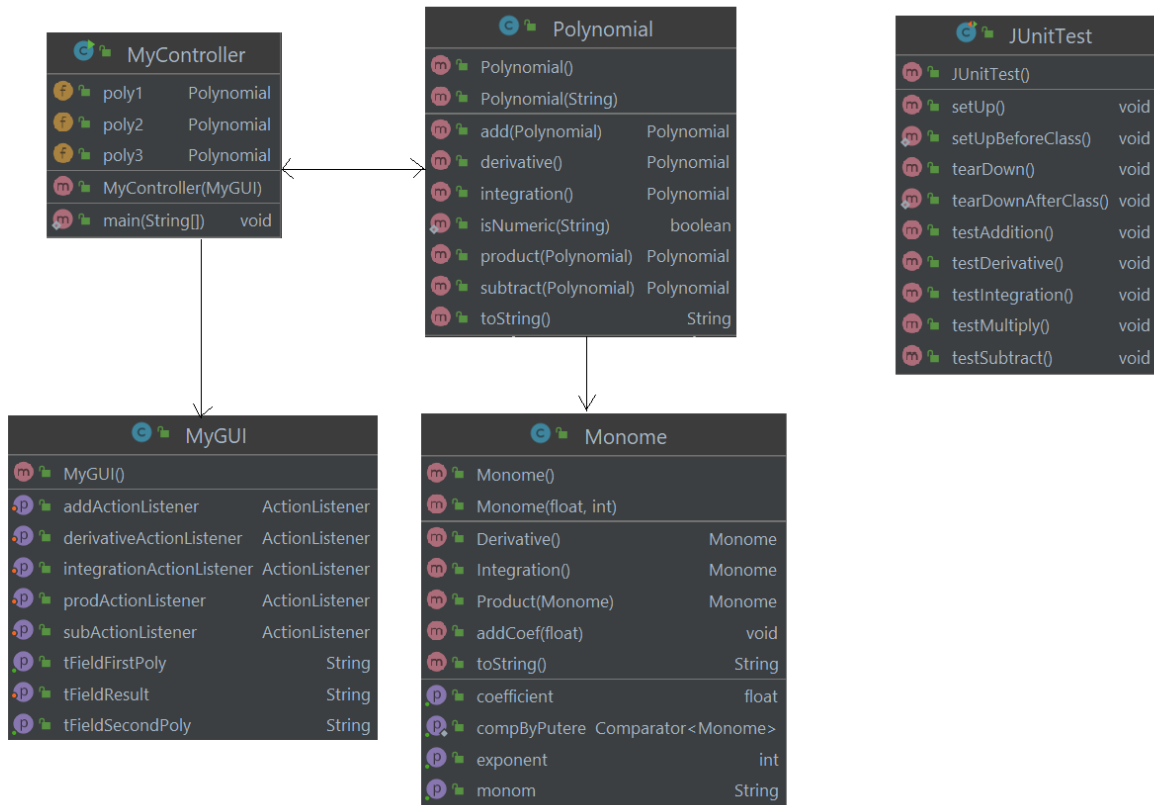 MyController
poly1 Polynomial
poly2 Polynomial
poly3 Polynomial
MyController(MyGUI)
main(String[]) void
Polynomial
Polynomial()
Polynomial(String)
add(Polynomial) Polynomial
derivative() Polynomial
integration() Polynomial
isNumeric(String) boolean
product(Polynomial) Polynomial
subtract(Polynomial) Polynomial
toString() String
JUnitTest
JUnitTest()
setUp() void
setUpBeforeClass() void
tearDown() void
tearDownAfterClass() void
testAddition() void
testDerivative() void
testIntegration() void
testMultiply() void
testSubtract() void
MyGUI
MyGUI()
addActionListener ActionListener
derivativeActionListener ActionListener
integrationActionListener ActionListener
prodActionListener ActionListener
subActionListener ActionListener
tFieldFirstPoly String
tFieldResult String
tFieldSecondPoly String
Monome
Monome()
Monome(float, int)
Derivative() Monome
Integration() Monome
Product(Monome) Monome
addCoef(float) void
toString() String
coefficient float
compByPutere Comparator<Monome>
exponent int
monom String